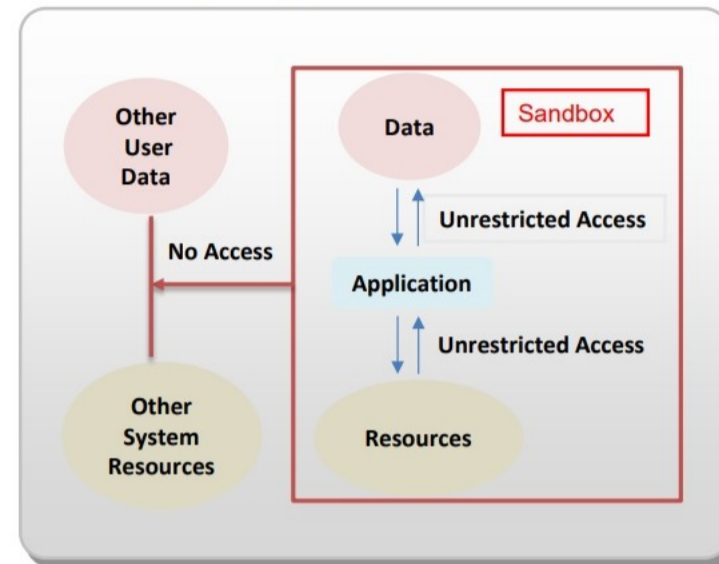 Other
User
Data
Data
Sandbox
Unrestricted Access
No Access
Application
Unrestricted Access
Other
System
Resources
Resources